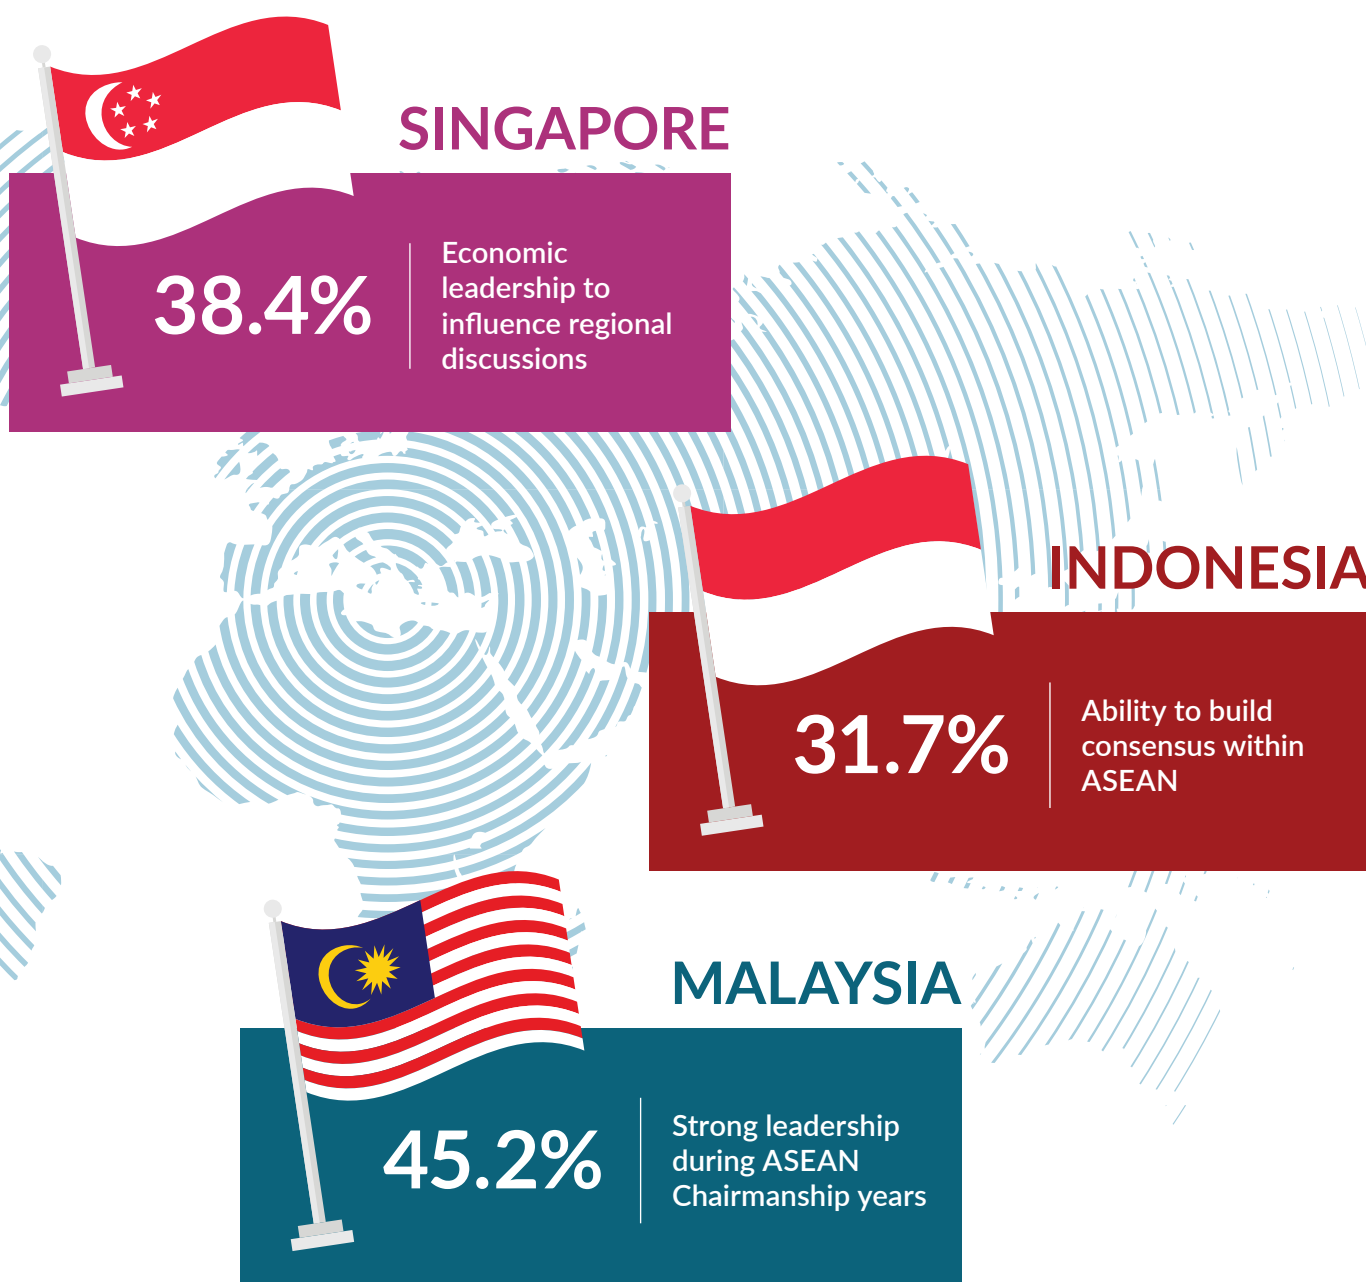 SINGAPORE
38.4%
Economic
leadership to
influence regional
discussions
INDONESIA
31.7%
Ability to build
consensus within
ASEAN
MALAYSIA
45.2%
Strong leadership
during ASEAN
Chairmanship years